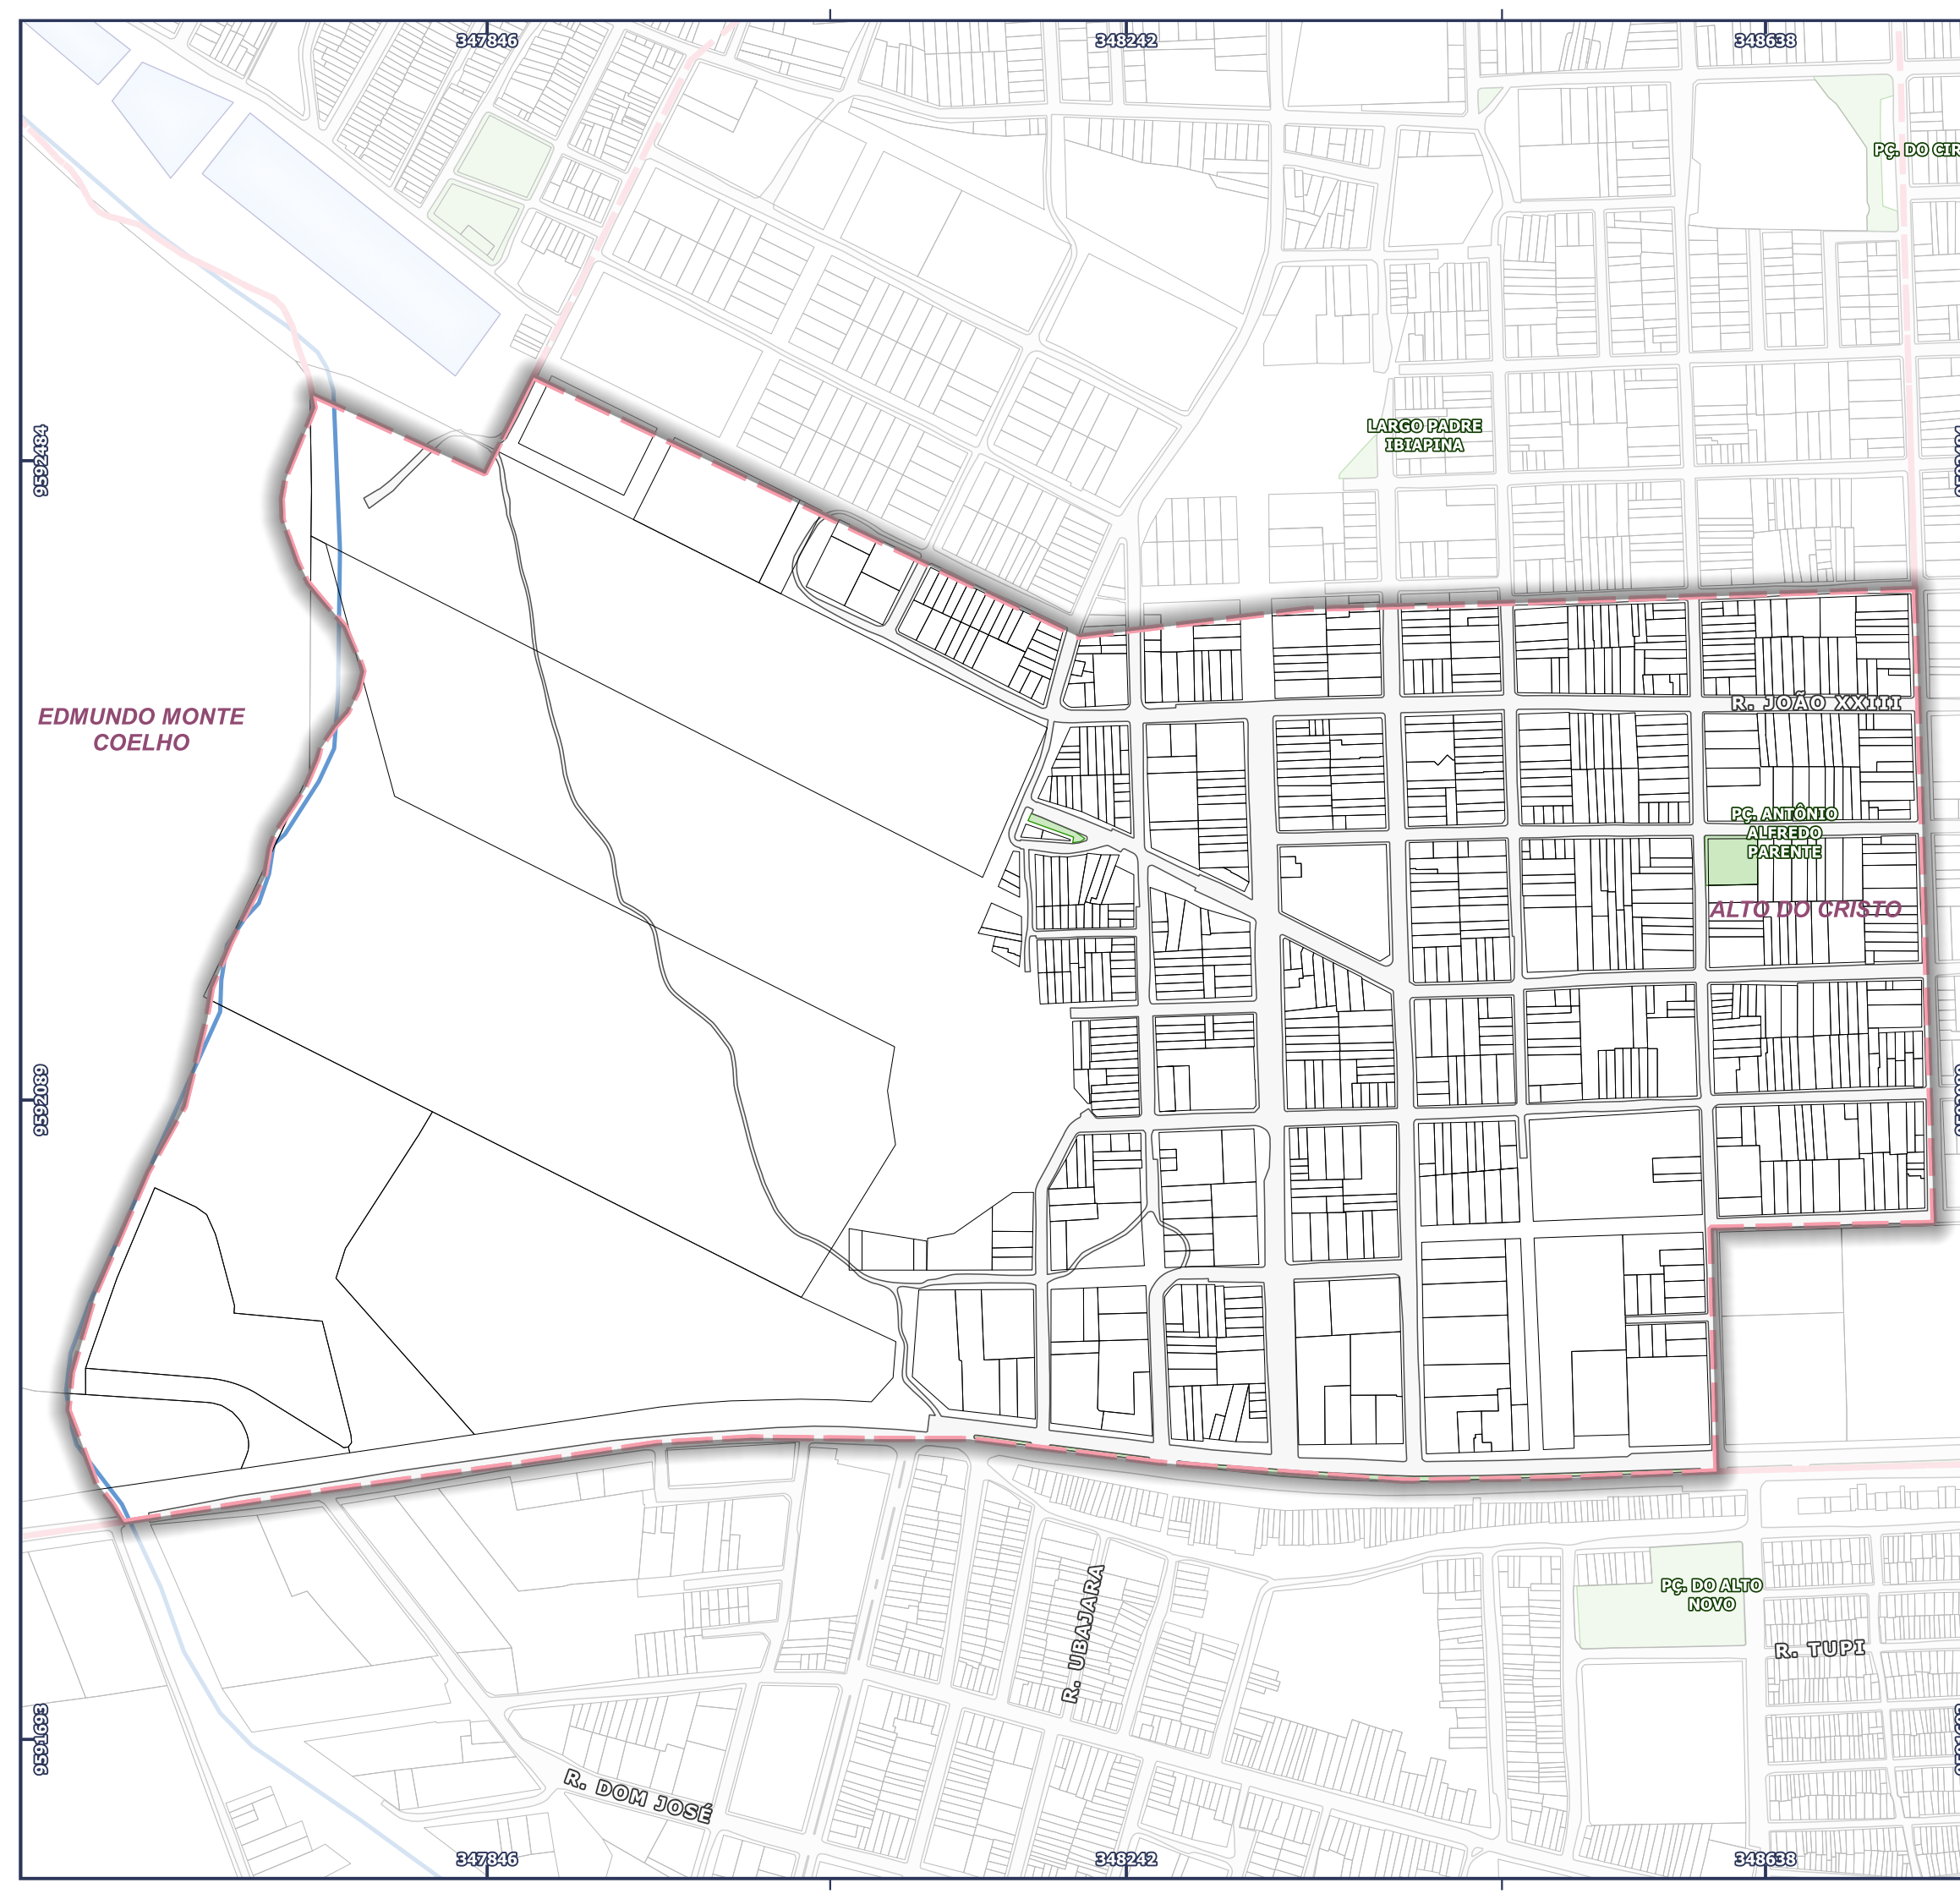 347846
348242
348638
PÇ. DO CIR
LARGO PADRE
IBIAPINA
9592484
R. JOÃO XXIII
EDMUNDO MONTE
COELHO
PÇ. ANTÔNIO
ALFREDO
PARENTE
ALTO DO CRISTO
9592089
PÇ. DO ALTO
NOVO
R. UBAJARA
R. TUPI
9591693
R. DOM JOSÉ
347846
348242
348638